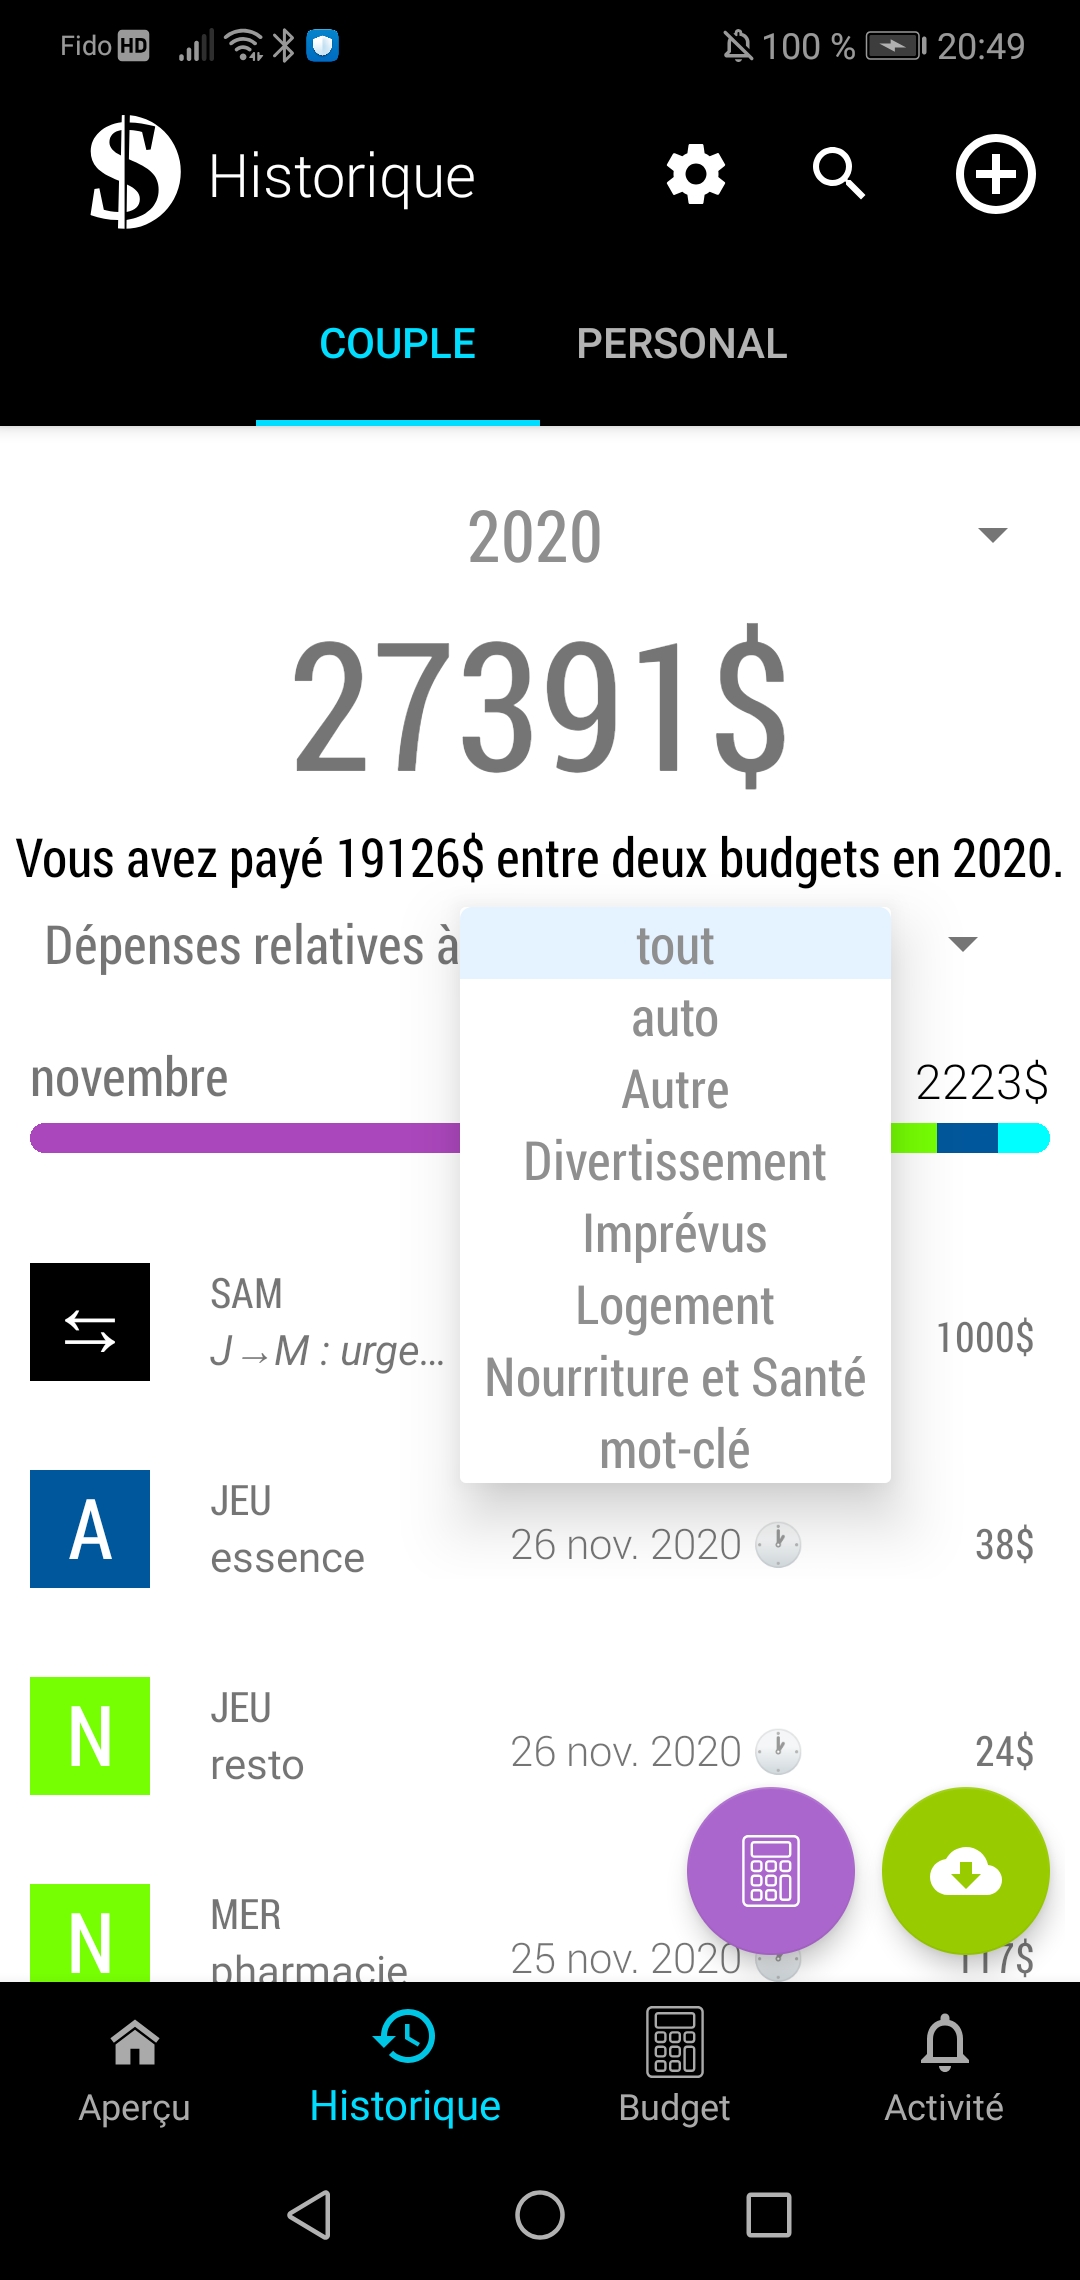 Fido HD 100 % 20:49
$ Historique
COUPLE PERSONAL
2020
27391$
Vous avez payé 19126$ entre deux budgets en 2020.
Dépenses relatives à tout
auto
Autre
novembre 2223$
Divertissement
Imprévus
Logement
Nourriture et Santé
mot-clé
SAM
J→M : urge... 1000$
A JEU
essence 26 nov. 2020 38$
N JEU
resto 26 nov. 2020 24$
N MER
pharmacie 25 nov. 2020 117$
Aperçu Historique Budget Activité